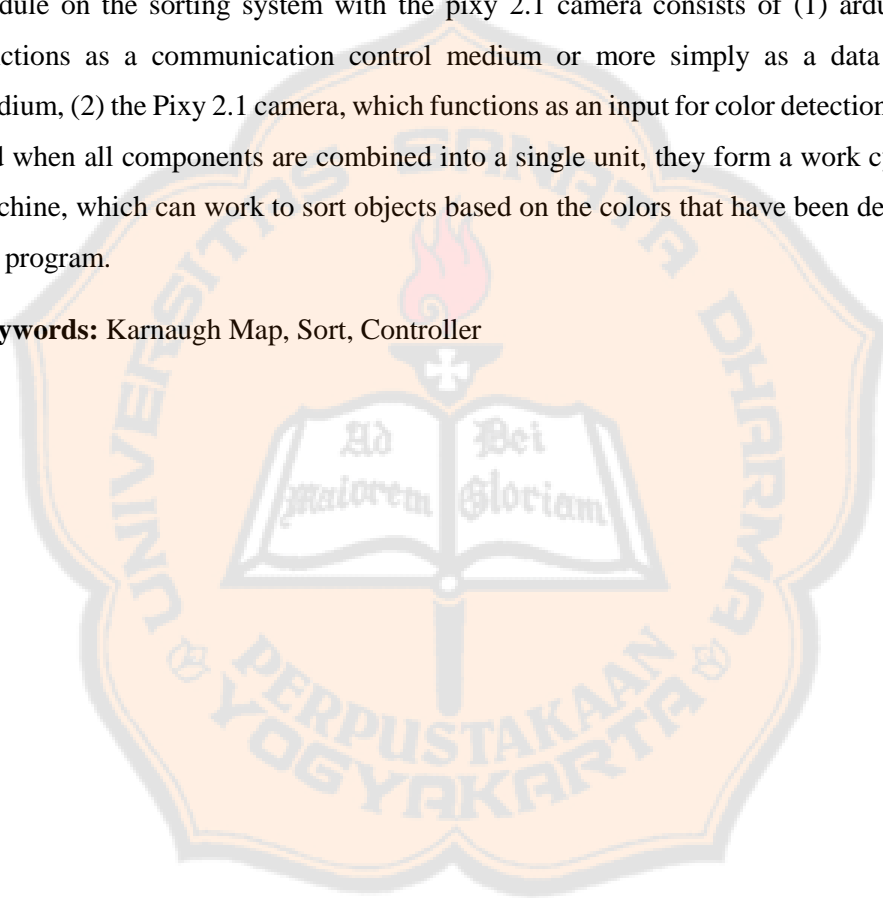 dule on the sorting system with the pixy 2.1 camera consists of (1) ardu
ctions as a communication control medium or more simply as a data
dium, (2) the Pixy 2.1 camera, which functions as an input for color detection
d when all components are combined into a single unit, they form a work cy
chine, which can work to sort objects based on the colors that have been de
program.
ywords: Karnaugh Map, Sort, Controller
UNIVERSITAS SANATA DHARMA
Ad Dei
Maiorem Gloriam
PERPUSTAKAAN
YOGYAKARTA